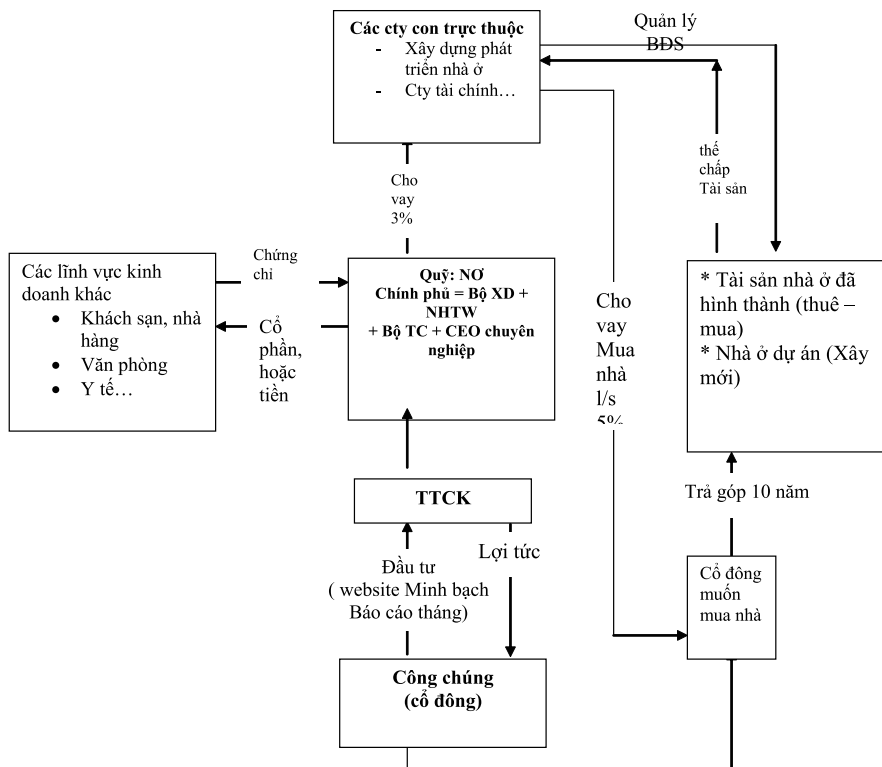 Các cty con trực thuộc
- Xây dựng phát
triển nhà ở
- Cty tài chính…
Quản lý
BĐS
thế
chấp
Tài sản
Cho
vay
3%
Các lĩnh vực kinh
doanh khác
• Khách sạn, nhà
hàng
• Văn phòng
• Y tế…
Chứng
chỉ
Cổ
phần,
hoặc
tiền
Quỹ: NƠ
Chính phủ = Bộ XD +
NHTW
+ Bộ TC + CEO chuyên
nghiệp
Cho
vay
Mua
nhà
l/s
5%
* Tài sản nhà ở đã
hình thành (thuê –
mua)
* Nhà ở dự án (Xây
mới)
TTCK
Trả góp 10 năm
Đầu tư
( website Minh bạch
Báo cáo tháng)
Lợi tức
Cổ đông
muốn
mua nhà
Công chúng
(cổ đông)